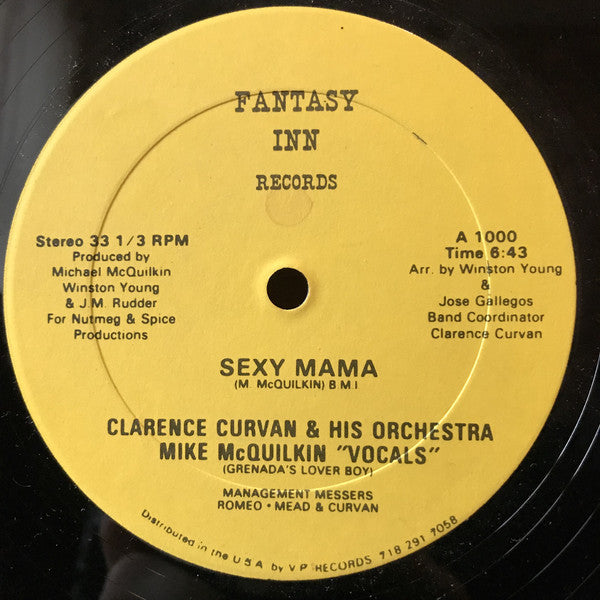 FANTASY
INN
RECORDS
Stereo 33 1/3 RPM
Produced by
Michael McQuilkin
Winston Young
& J.M. Rudder
For Nutmeg & Spice
Productions
A 1000
Time 6:43
Arr. by Winston Young
&
Jose Gallegos
Band Coordinator
Clarence Curvan
SEXY MAMA
(M. McQUILKIN) B M I
CLARENCE CURVAN & HIS ORCHESTRA
MIKE McQUILKIN "VOCALS"
(GRENADA'S LOVER BOY)
MANAGEMENT MESSERS
ROMEO • MEAD & CURVAN
Distributed in the U S A by V P RECORDS 718 291 7058